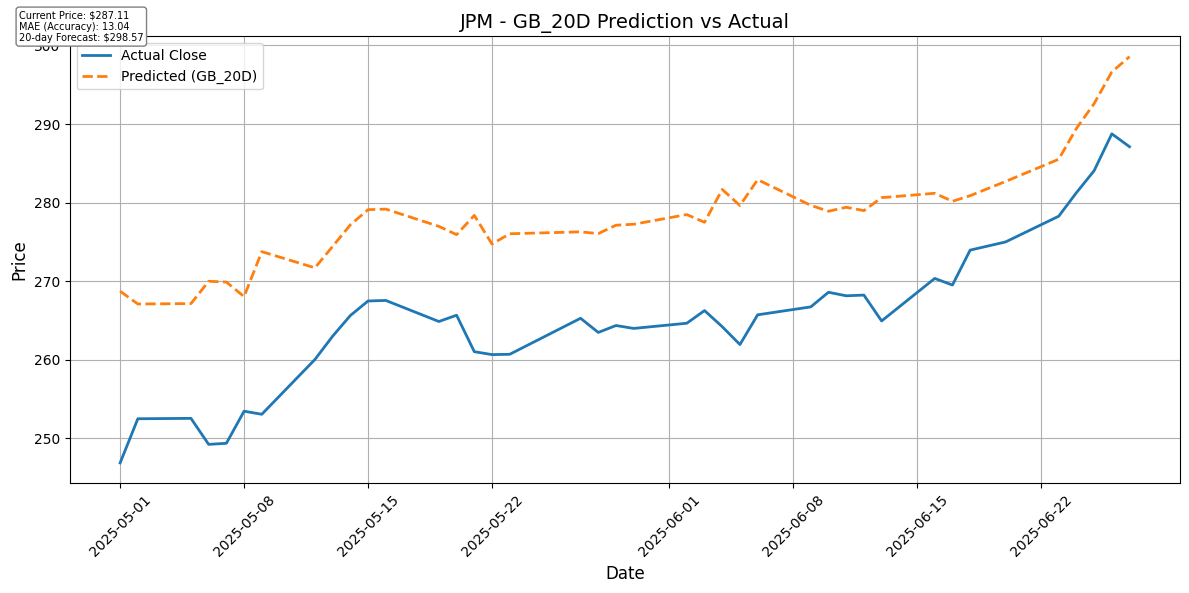 JPM - GB_20D Prediction vs Actual
Current Price: $287.11
MAE (Accuracy): 13.04
20-day Forecast: $298.57
Actual Close
Predicted (GB_20D)
Price
300
290
280
270
260
250
2025-05-01
2025-05-08
2025-05-15
2025-05-22
2025-06-01
2025-06-08
2025-06-15
2025-06-22
Date